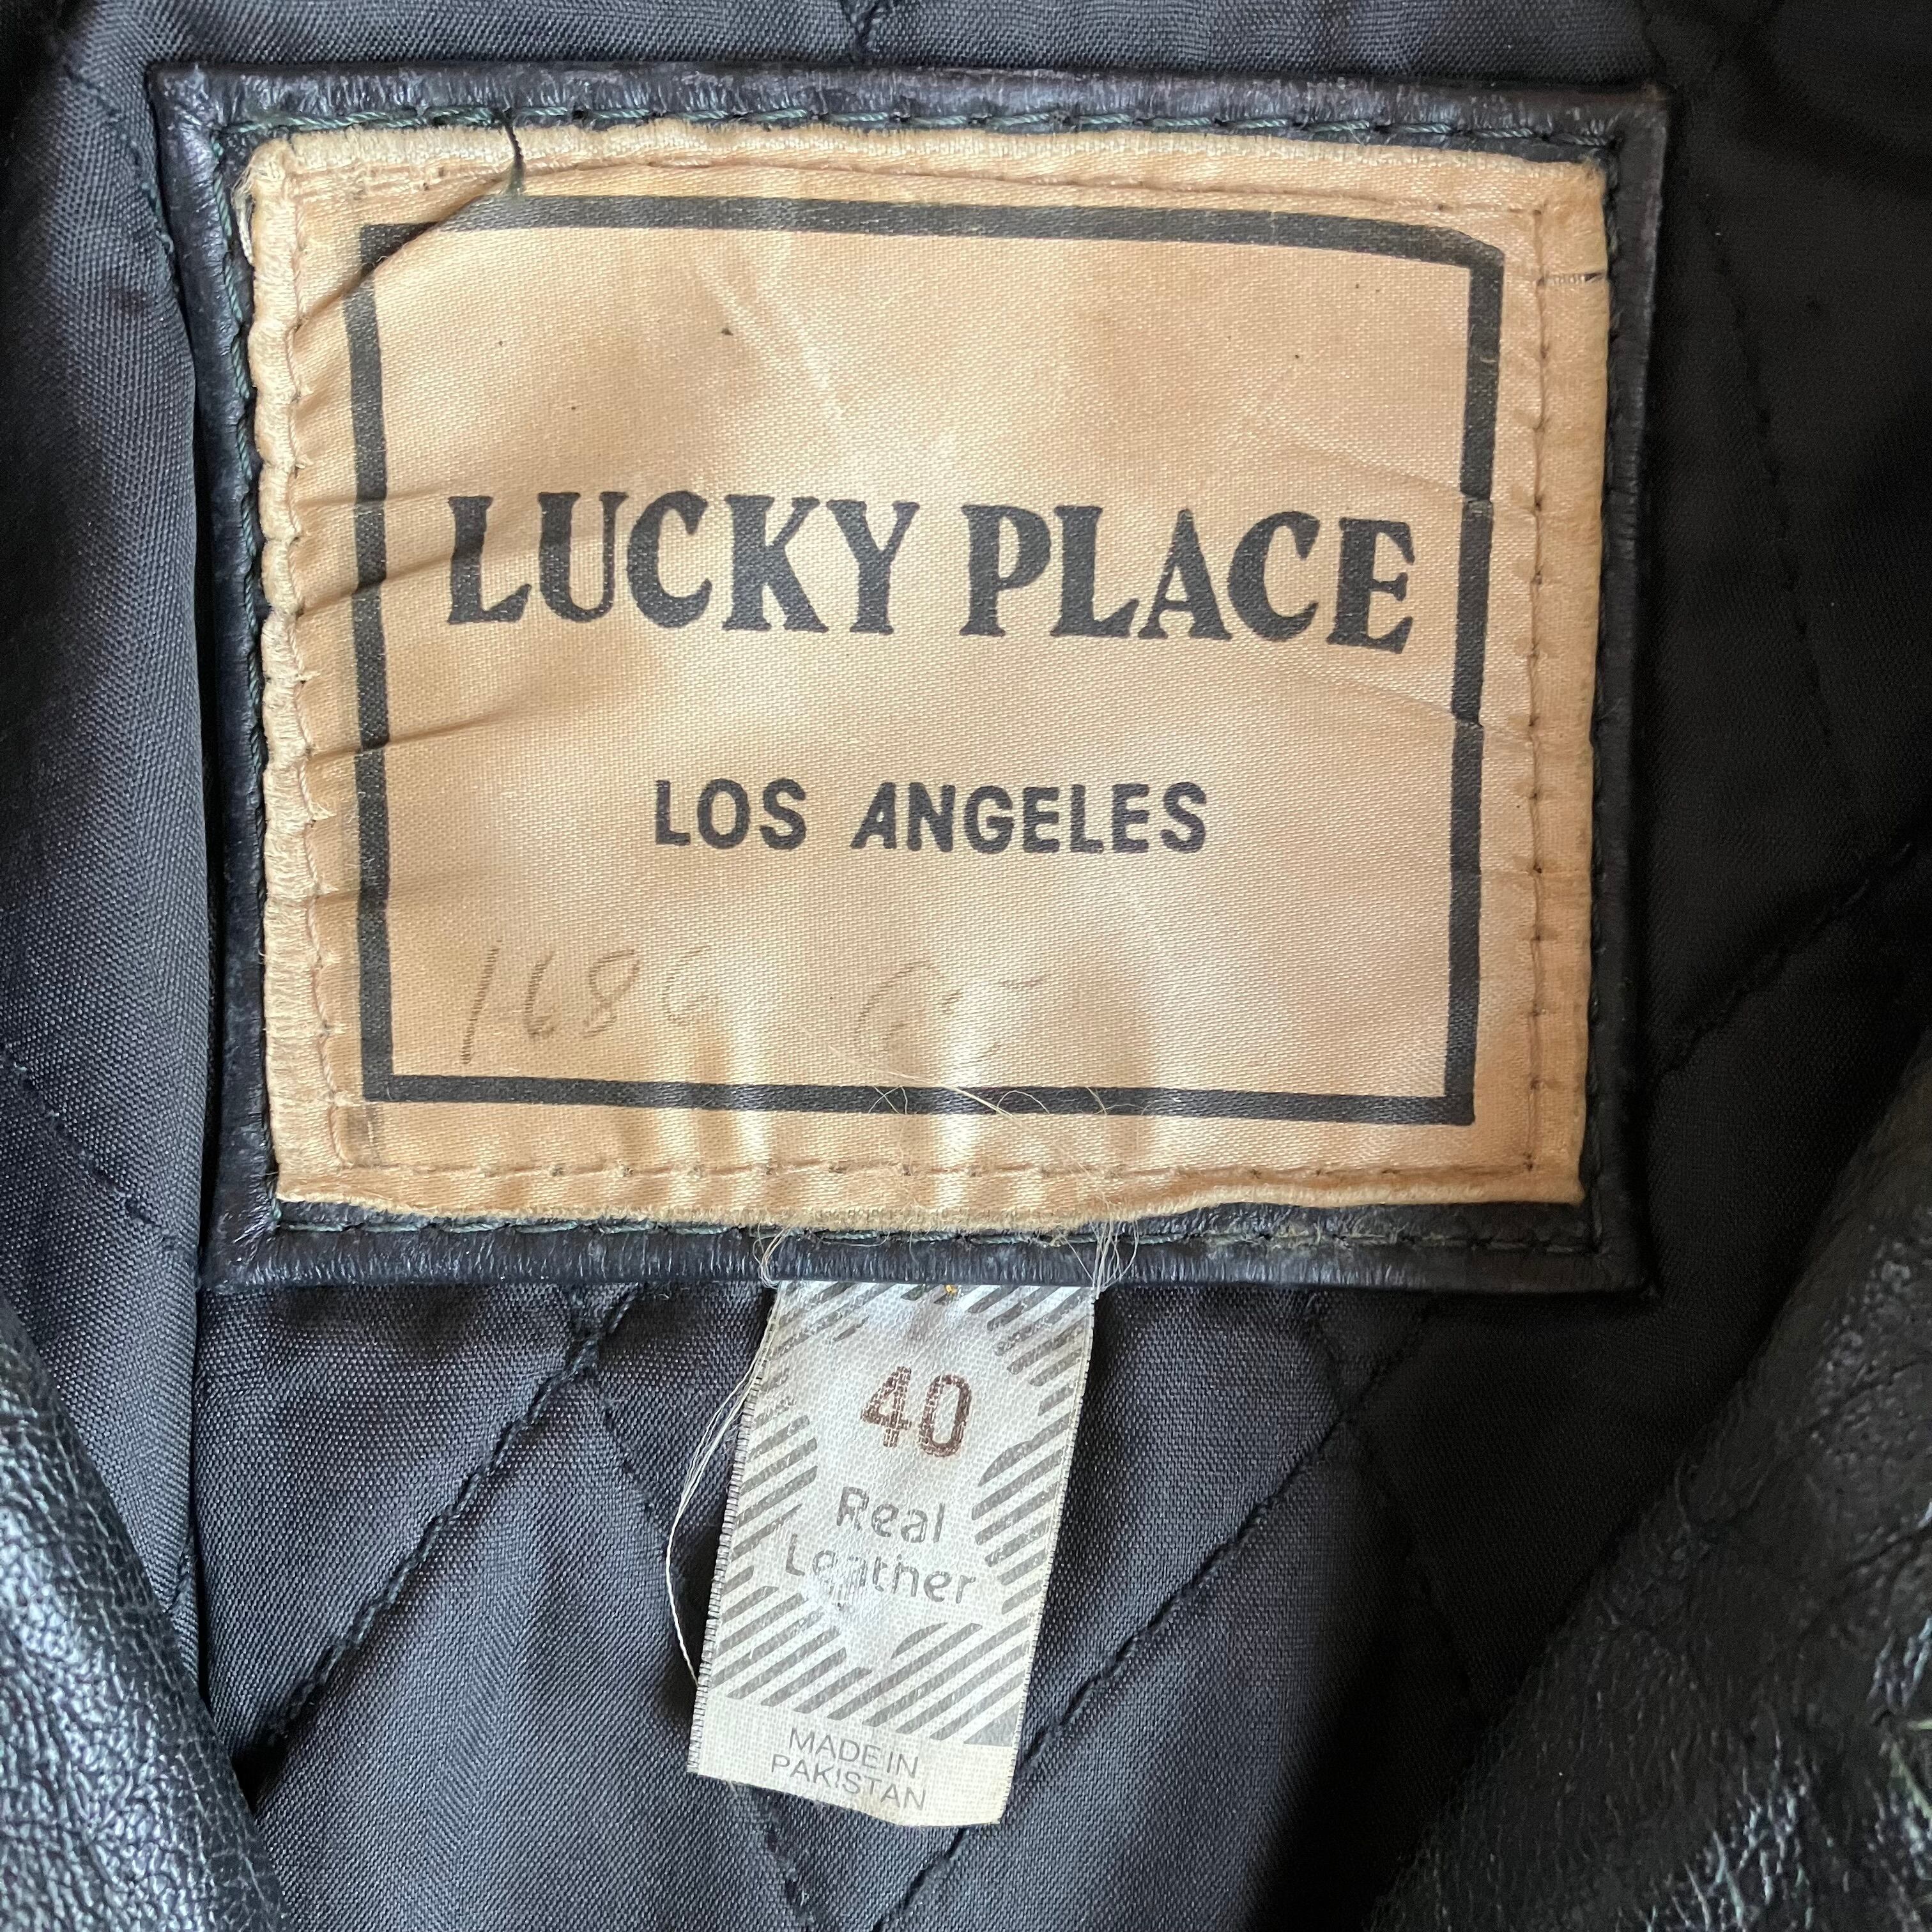 LUCKY PLACE
LOS ANGELES
40
Real
Leather
MADE IN
PAKISTAN